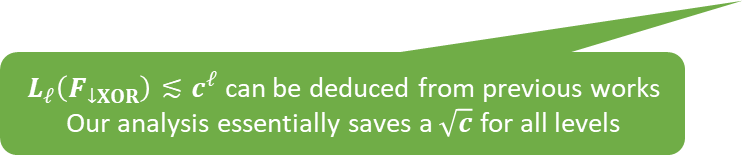 L_ℓ(F_{↓XOR}) ≲ c^ℓ can be deduced from previous works
Our analysis essentially saves a √c for all levels